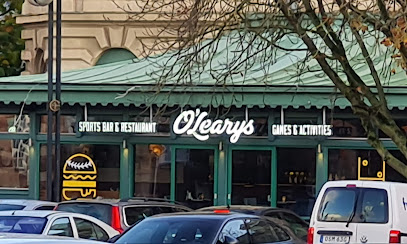 SPORTS BAR & RESTAURANT O'Learys GAMES & ACTIVITIES